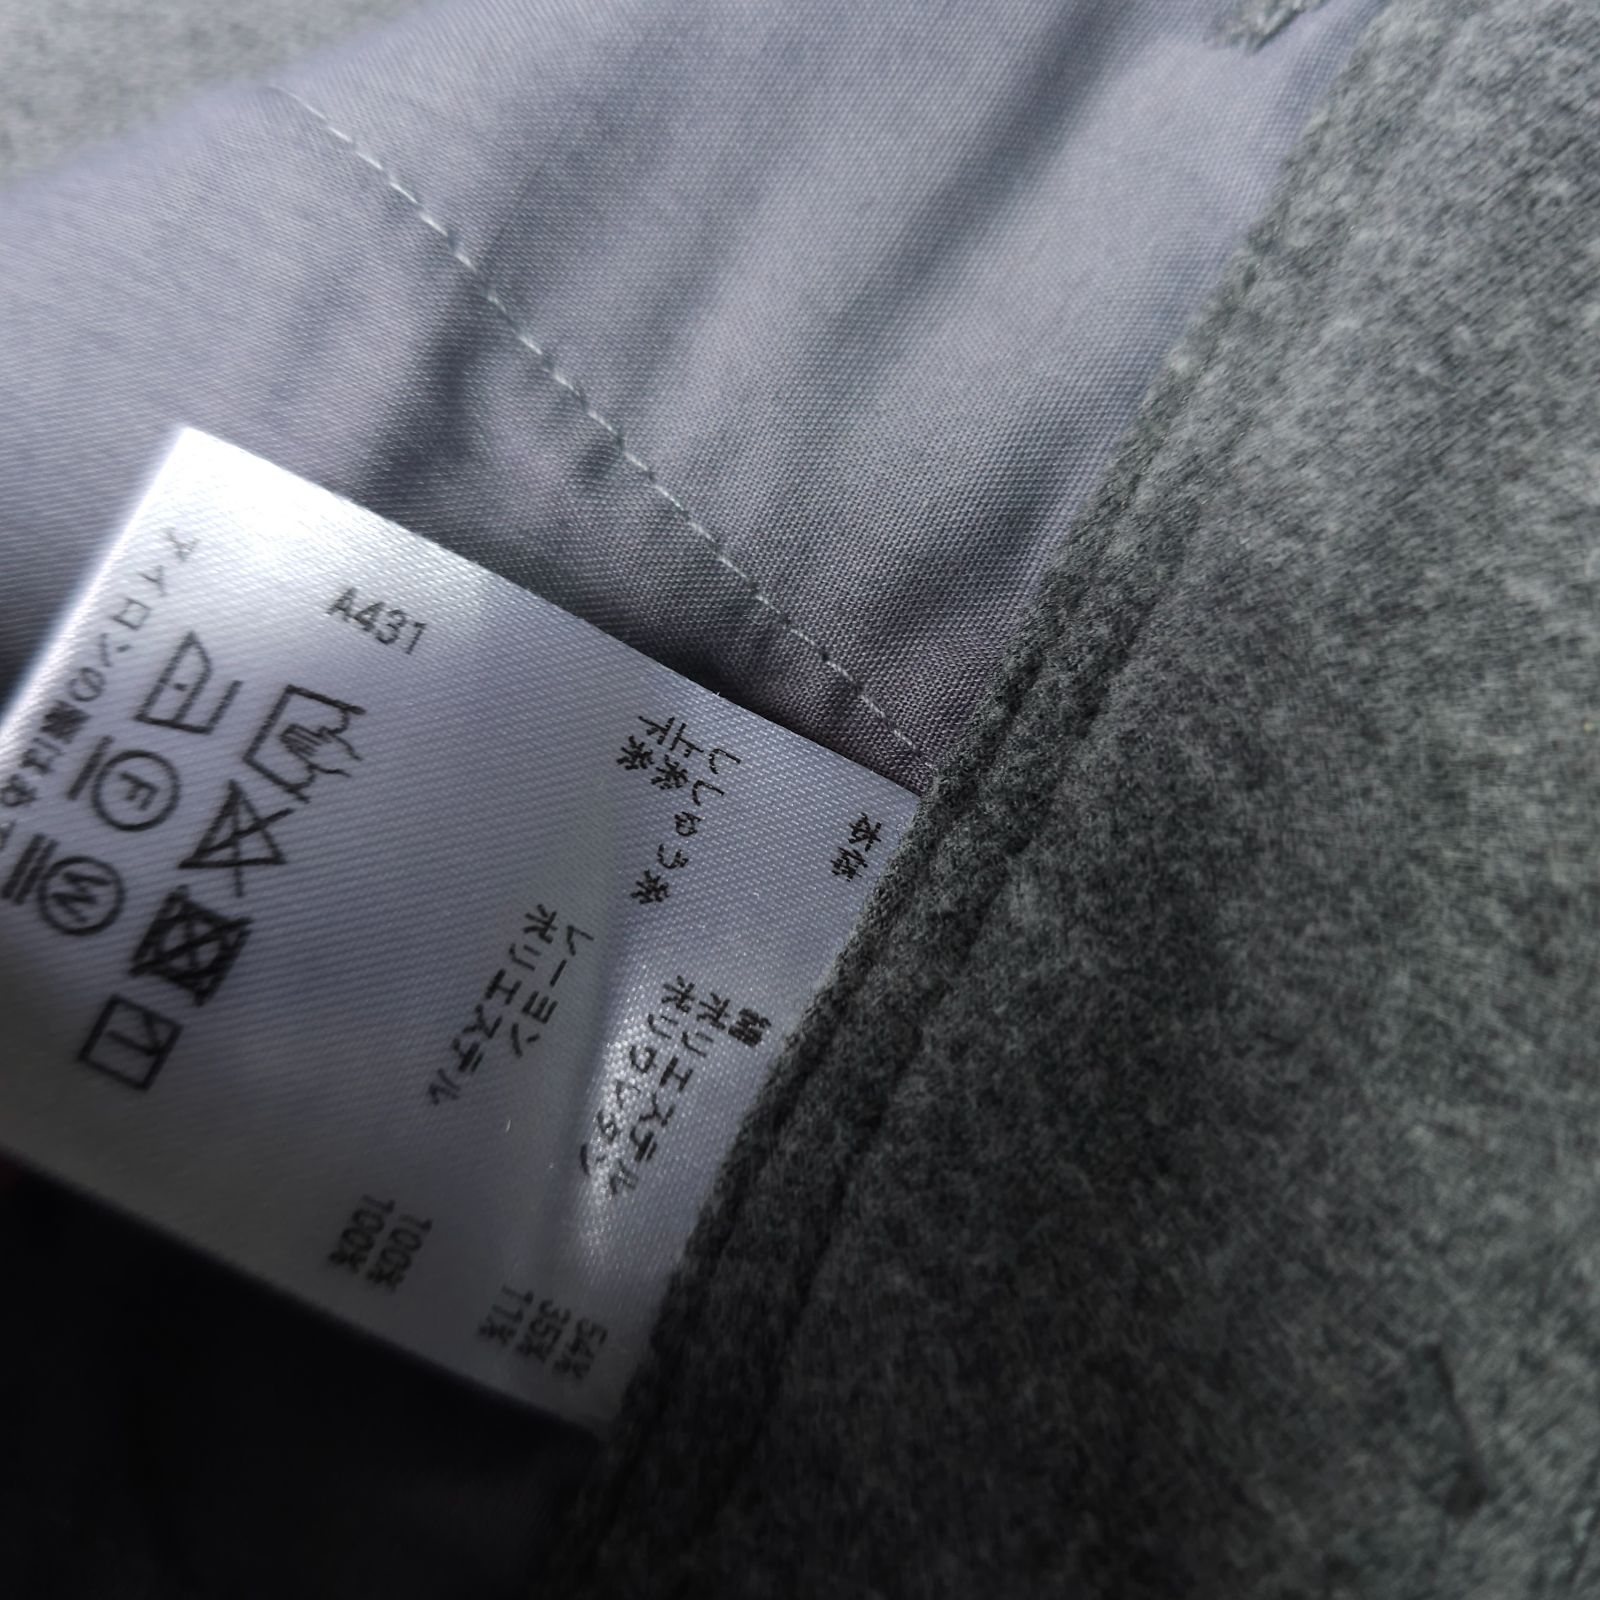 本体 綿 54%
ポリエステル 35%
ポリウレタン 11%
ししゅう糸
上糸 レーヨン 100%
下糸 ポリエステル 100%
A431
F W
アイロンの際はあて